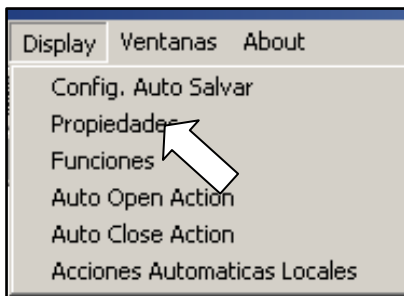 Display Ventanas About
Config. Auto Salvar
Propiedades
Funciones
Auto Open Action
Auto Close Action
Acciones Automaticas Locales